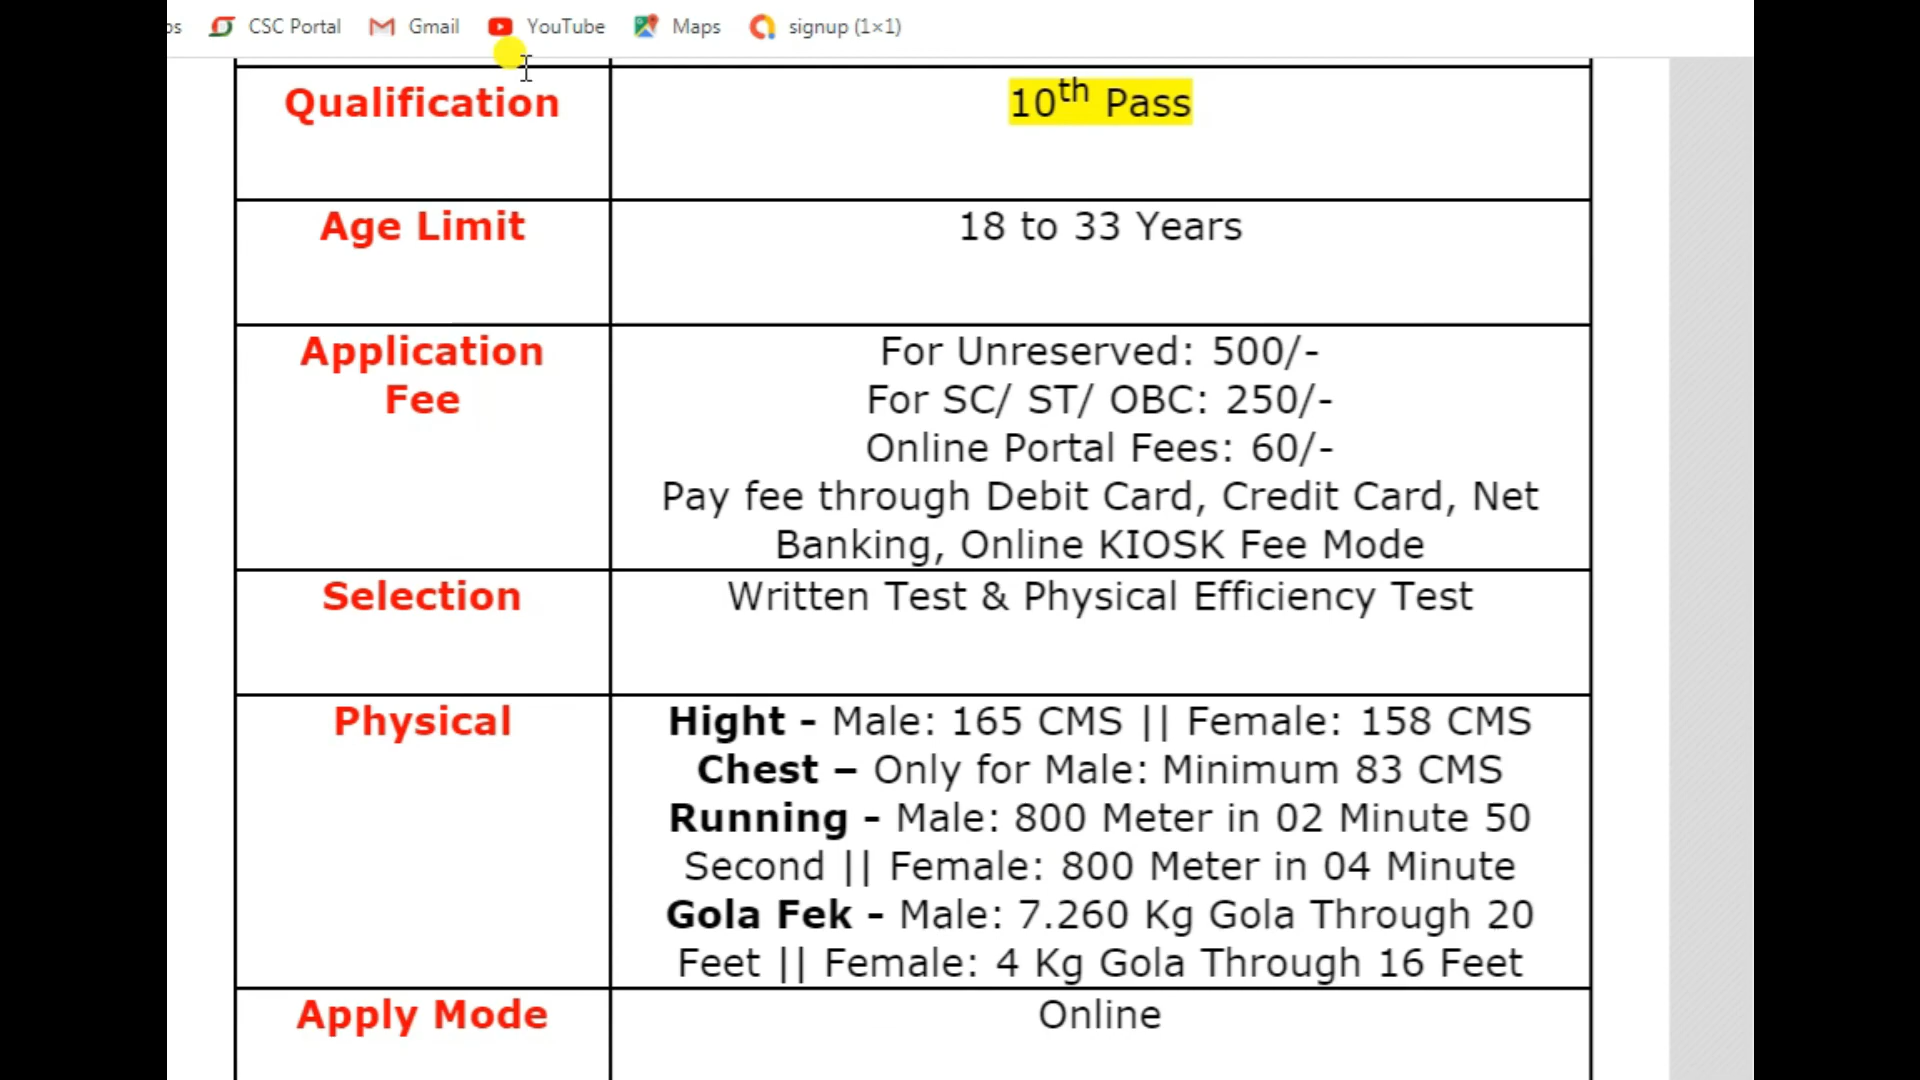 ps CSC Portal Gmail YouTube Maps signup (1×1)
Qualification
10th Pass
Age Limit
18 to 33 Years
Application
Fee
For Unreserved: 500/-
For SC/ ST/ OBC: 250/-
Online Portal Fees: 60/-
Pay fee through Debit Card, Credit Card, Net
Banking, Online KIOSK Fee Mode
Selection
Written Test & Physical Efficiency Test
Physical
Hight - Male: 165 CMS || Female: 158 CMS
Chest – Only for Male: Minimum 83 CMS
Running - Male: 800 Meter in 02 Minute 50
Second || Female: 800 Meter in 04 Minute
Gola Fek - Male: 7.260 Kg Gola Through 20
Feet || Female: 4 Kg Gola Through 16 Feet
Apply Mode
Online